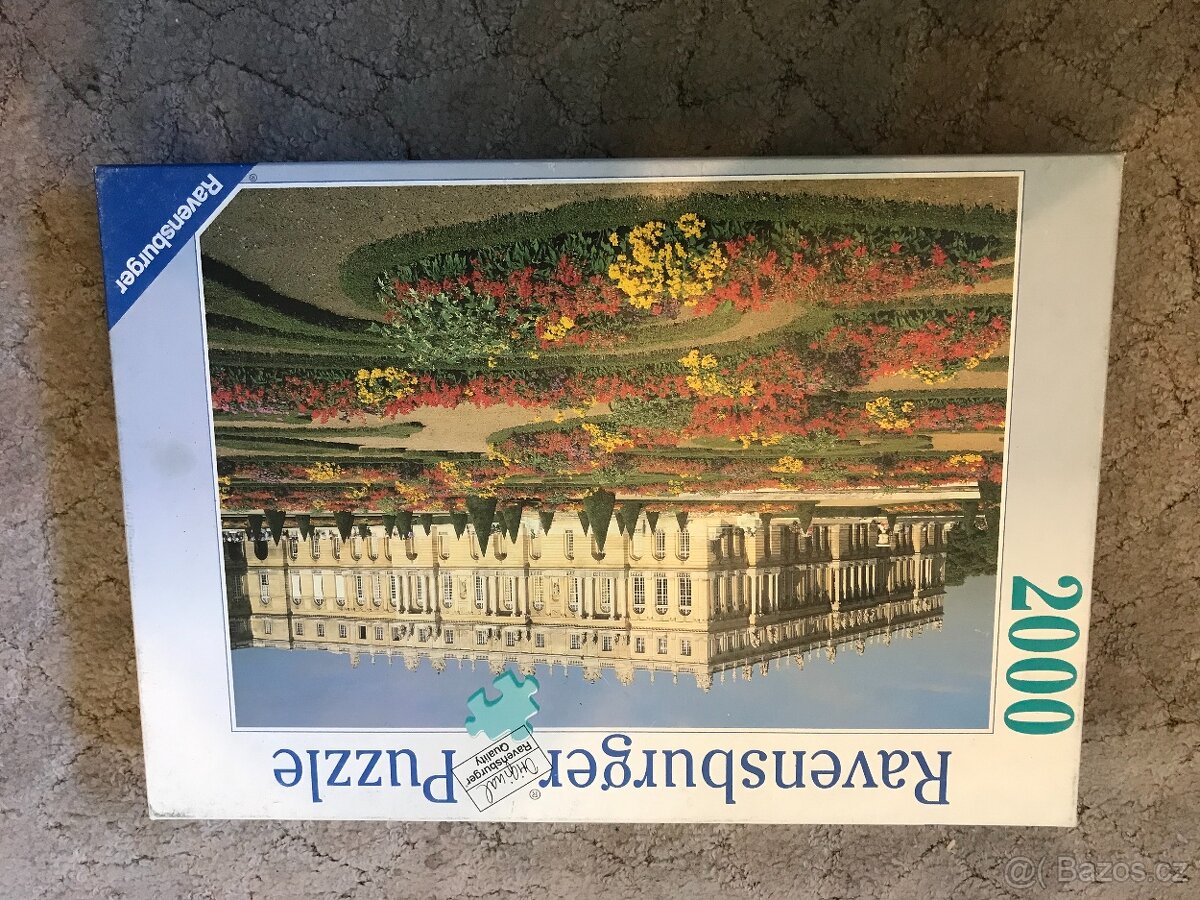 Ravensburger Puzzle
®
Original
Ravensburger
Quality
2000
Ravensburger
®
@( Bazos.cz